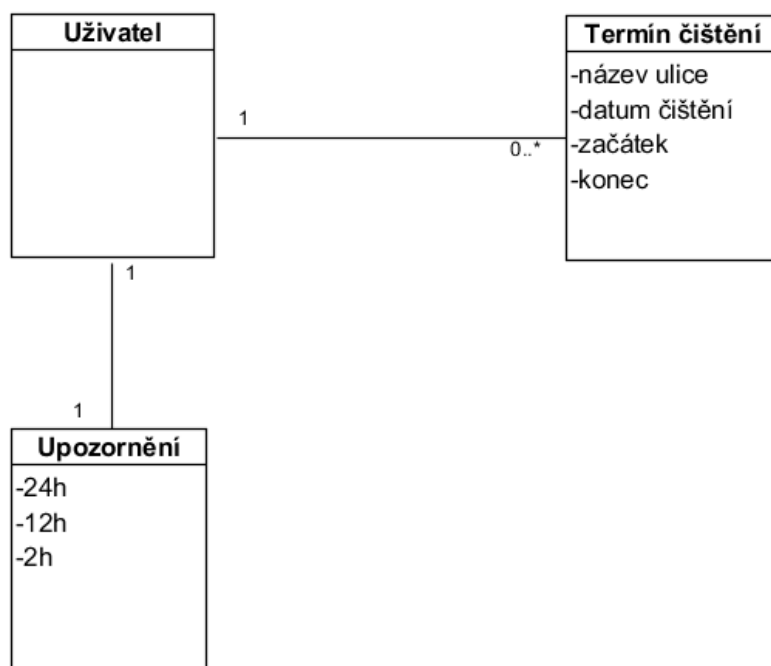 Uživatel
Termín čištění
-název ulice
-datum čištění
-začátek
-konec
1
0..*
1
1
Upozornění
-24h
-12h
-2h